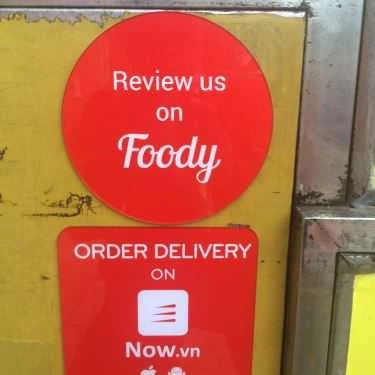 Review us
on
Foody
ORDER DELIVERY
ON
Now.vn